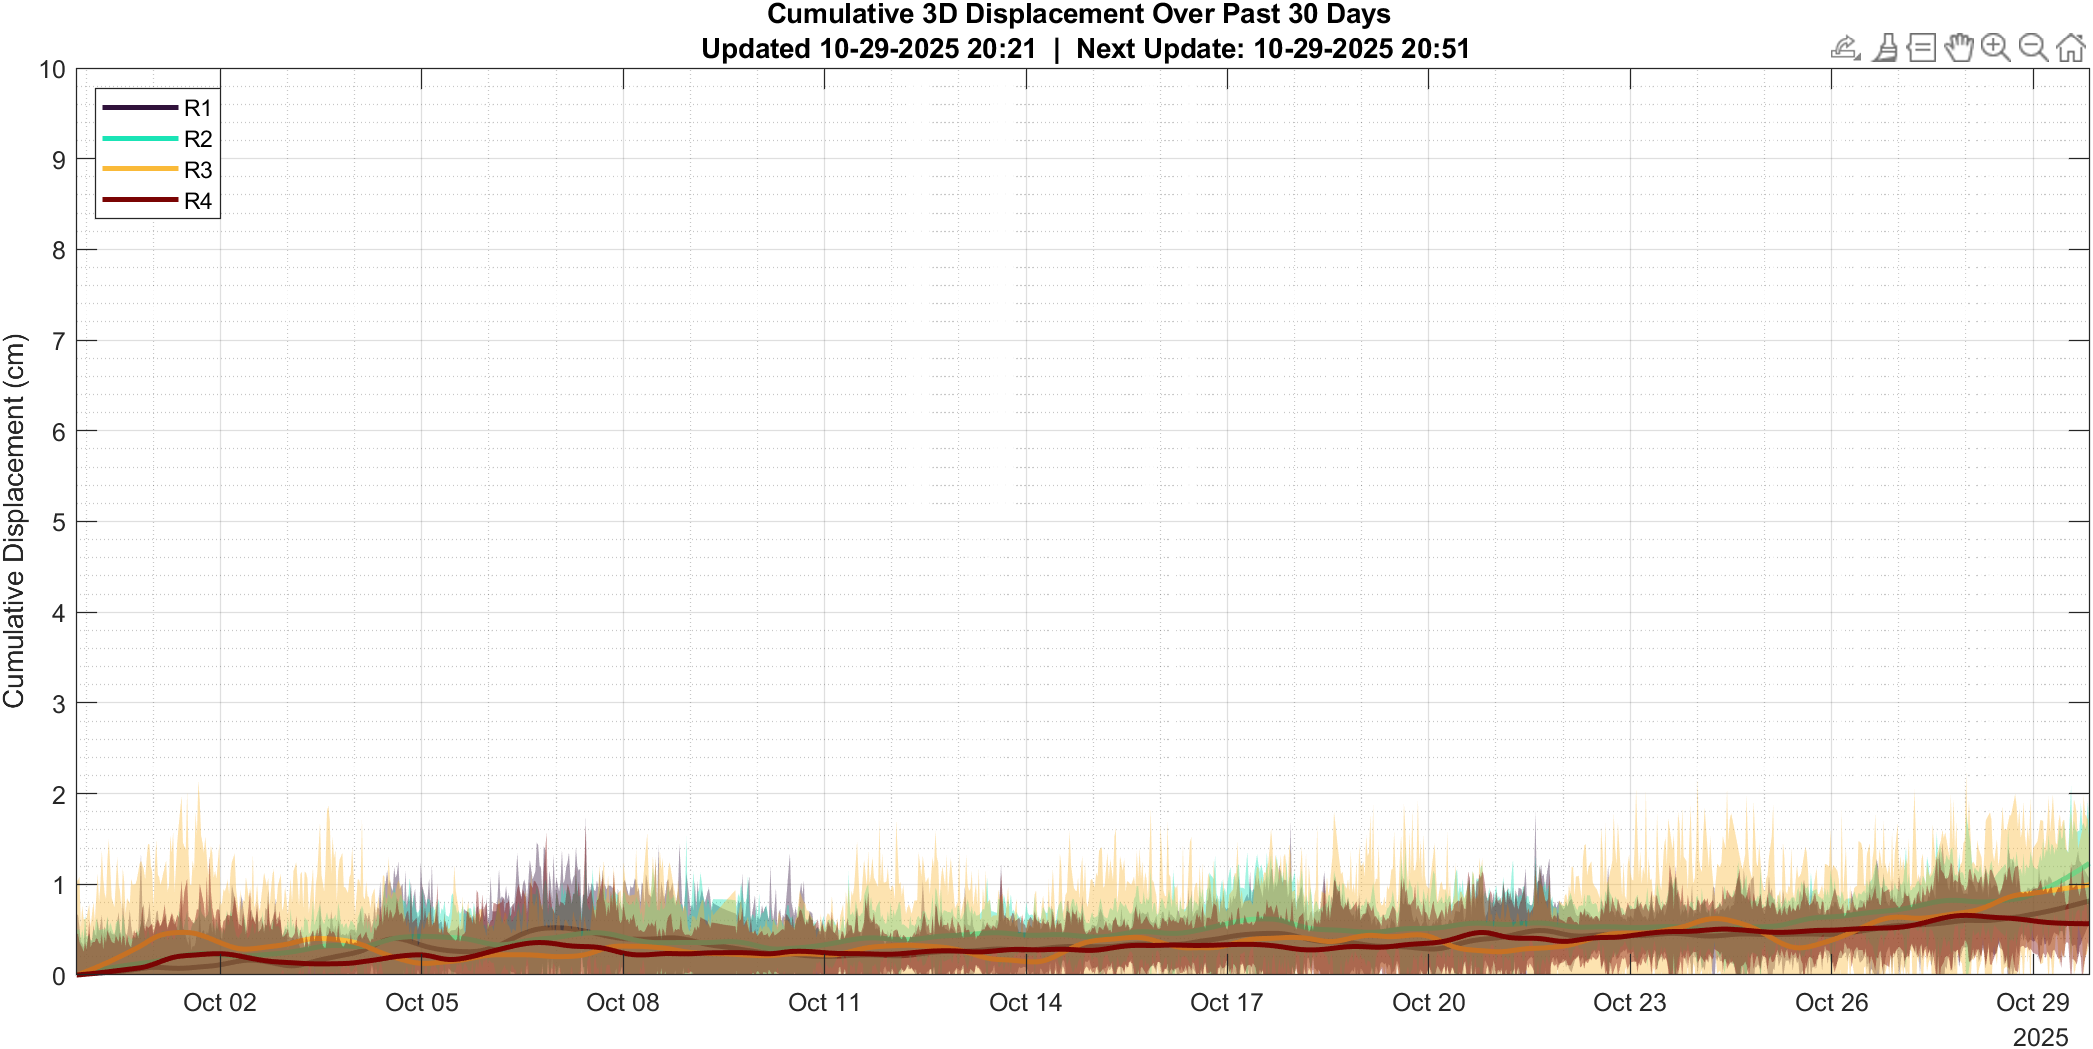 Cumulative 3D Displacement Over Past 30 Days
Updated 10-29-2025 20:21 | Next Update: 10-29-2025 20:51
R1
R2
R3
R4
Cumulative Displacement (cm)
10
9
8
7
6
5
4
3
2
1
0
Oct 02
Oct 05
Oct 08
Oct 11
Oct 14
Oct 17
Oct 20
Oct 23
Oct 26
Oct 29
2025